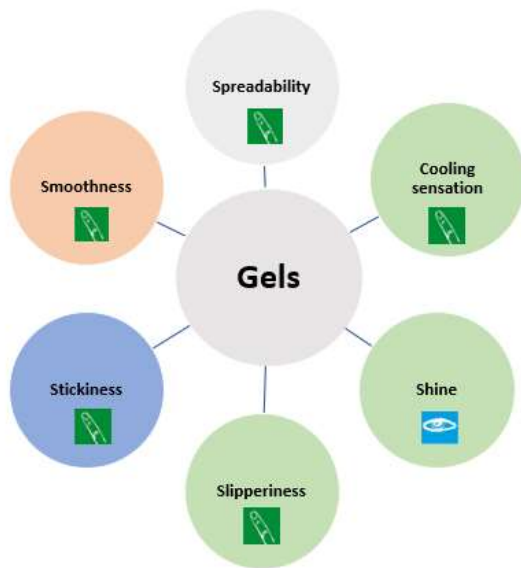 Spreadability
Smoothness
Cooling
sensation
Gels
Stickiness
Shine
Slipperiness